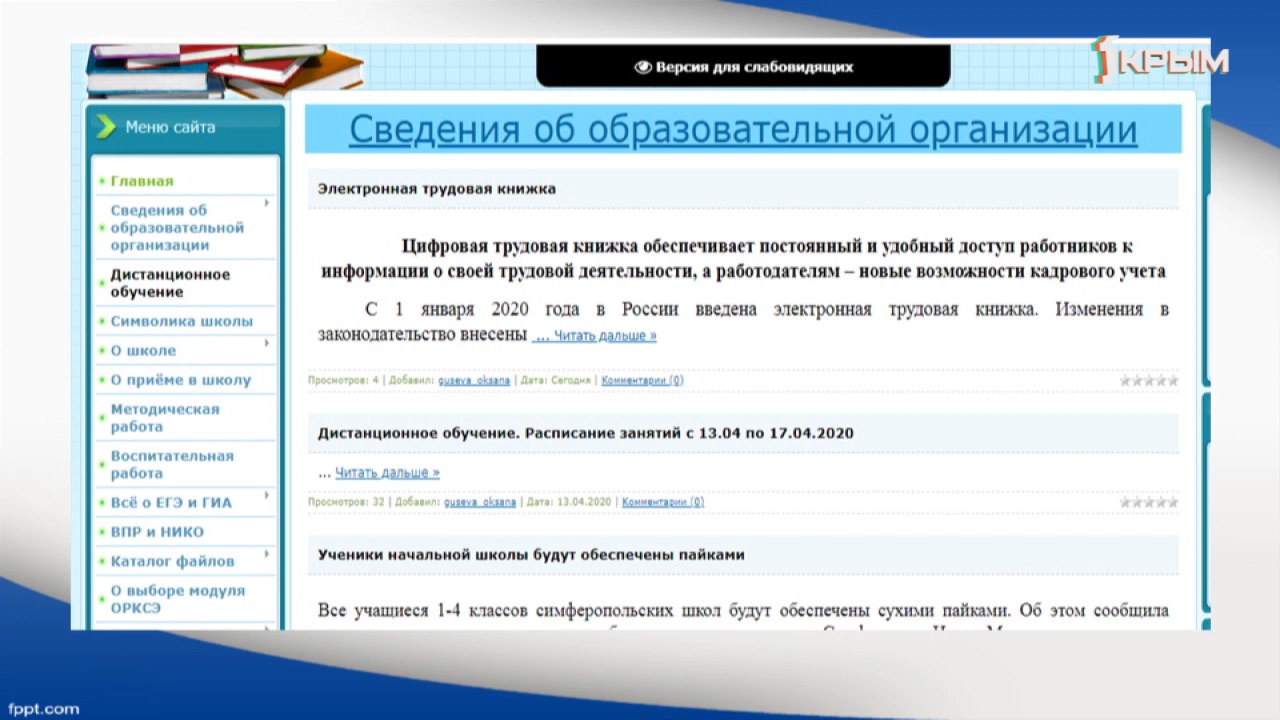 КРЫМ
Версия для слабовидящих
Меню сайта
Главная
Сведения об
образовательной
организации
Дистанционное
обучение
Символика школы
О школе
О приёме в школу
Методическая
работа
Воспитательная
работа
Всё о ЕГЭ и ГИА
ВПР и НИКО
Каталог файлов
О выборе модуля
ОРКСЭ
Сведения об образовательной организации
Электронная трудовая книжка
Цифровая трудовая книжка обеспечивает постоянный и удобный доступ работников к
информации о своей трудовой деятельности, а работодателям – новые возможности кадрового учета
С 1 января 2020 года в России введена электронная трудовая книжка. Изменения в
законодательство внесены ... Читать дальше »
Просмотров: 4 | Добавил: guseva_oksana | Дата: Сегодня | Комментарии (0)
Дистанционное обучение. Расписание занятий с 13.04 по 17.04.2020
... Читать дальше »
Просмотров: 32 | Добавил: guseva_oksana | Дата: 13.04.2020 | Комментарии (0)
Ученики начальной школы будут обеспечены пайками
Все учащиеся 1-4 классов симферопольских школ будут обеспечены сухими пайками. Об этом сообщила
fppt.com